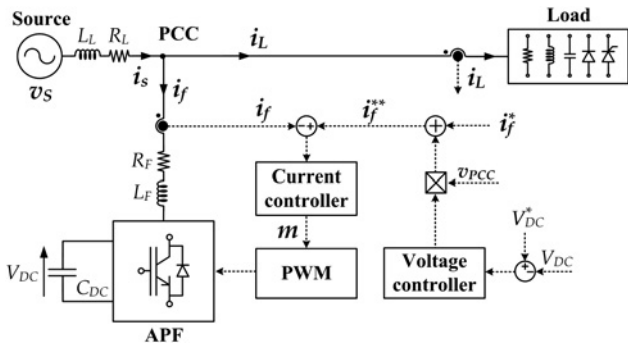 Source
L_L R_L PCC i_L Load
v_S i_s i_f i_L
i_f i_f^** i_f^*
- +
+
R_F
L_F
Current
controller
v_PCC
V_DC^*
m
V_DC C_DC
PWM
Voltage
controller
+
-
V_DC
APF